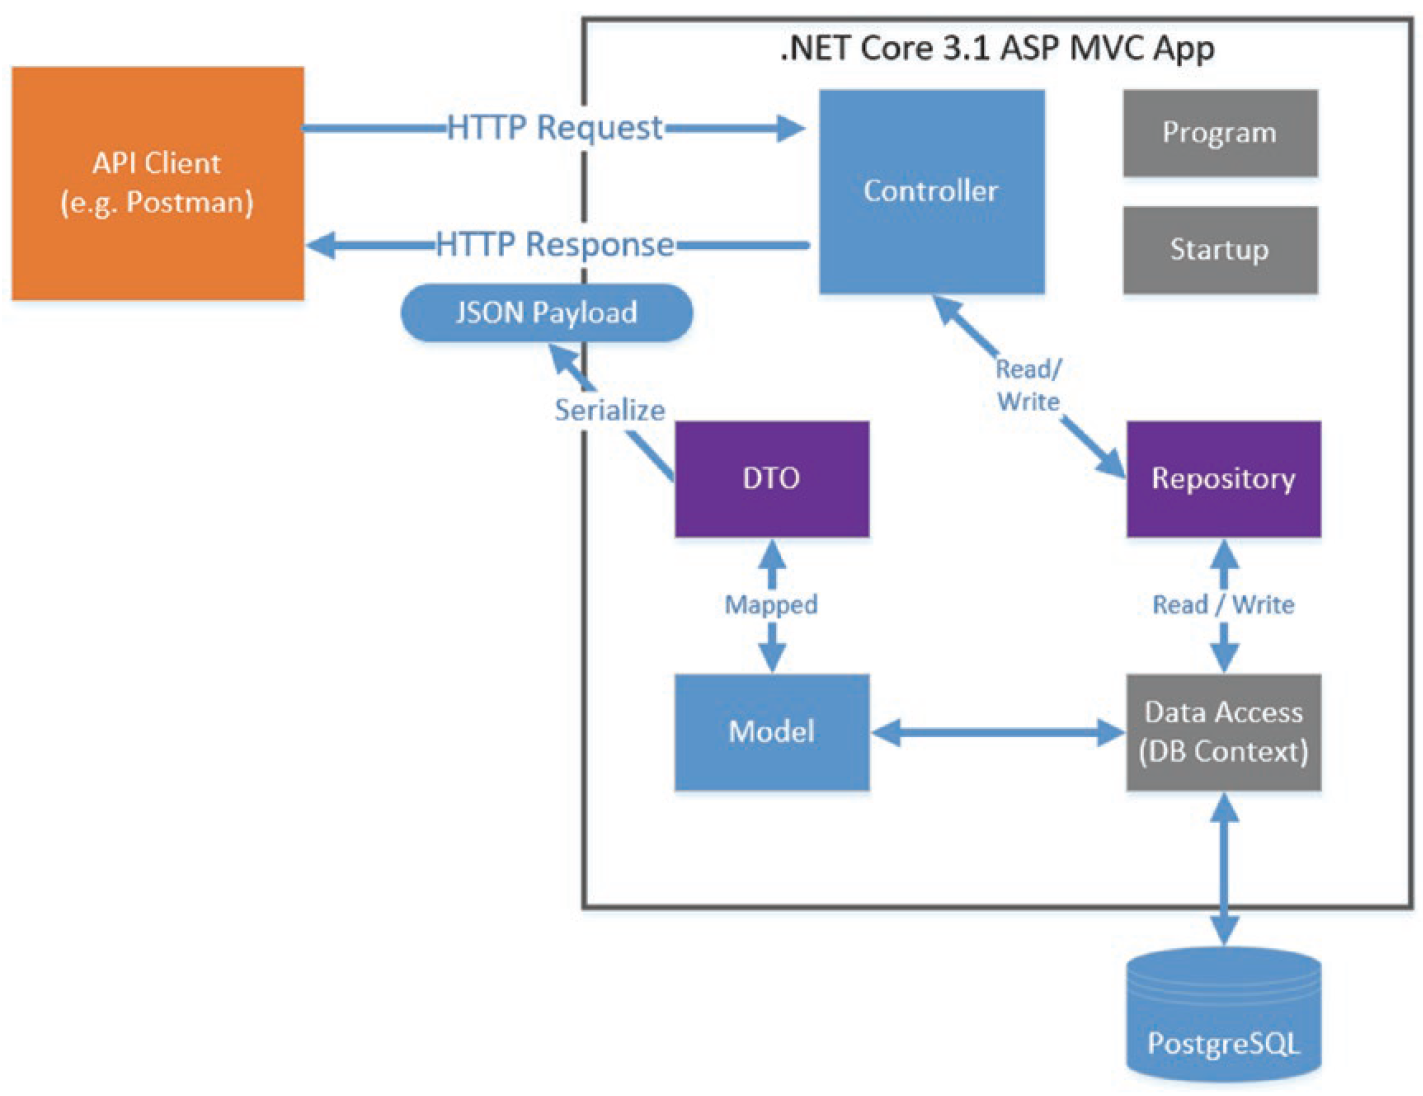 .NET Core 3.1 ASP MVC App
API Client
(e.g. Postman)
HTTP Request
Controller
Program
HTTP Response
Startup
JSON Payload
Read/
Write
Serialize
DTO
Repository
Mapped
Read / Write
Model
Data Access
(DB Context)
PostgreSQL